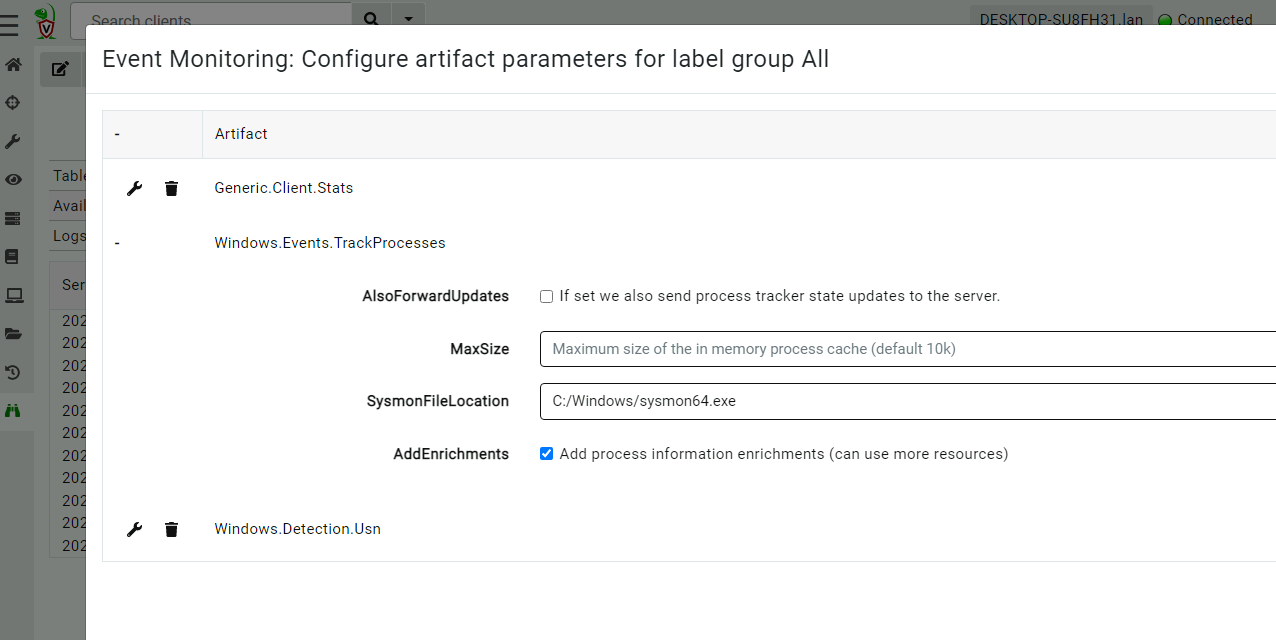 Search clients
DESKTOP-SU8FH31.lan Connected
Event Monitoring: Configure artifact parameters for label group All
- Artifact
Generic.Client.Stats
- Windows.Events.TrackProcesses
AlsoForwardUpdates If set we also send process tracker state updates to the server.
MaxSize Maximum size of the in memory process cache (default 10k)
SysmonFileLocation C:/Windows/sysmon64.exe
AddEnrichments Add process information enrichments (can use more resources)
Windows.Detection.Usn
Table
Avail
Logs
Ser
202
202
202
202
202
202
202
202
202
202
202